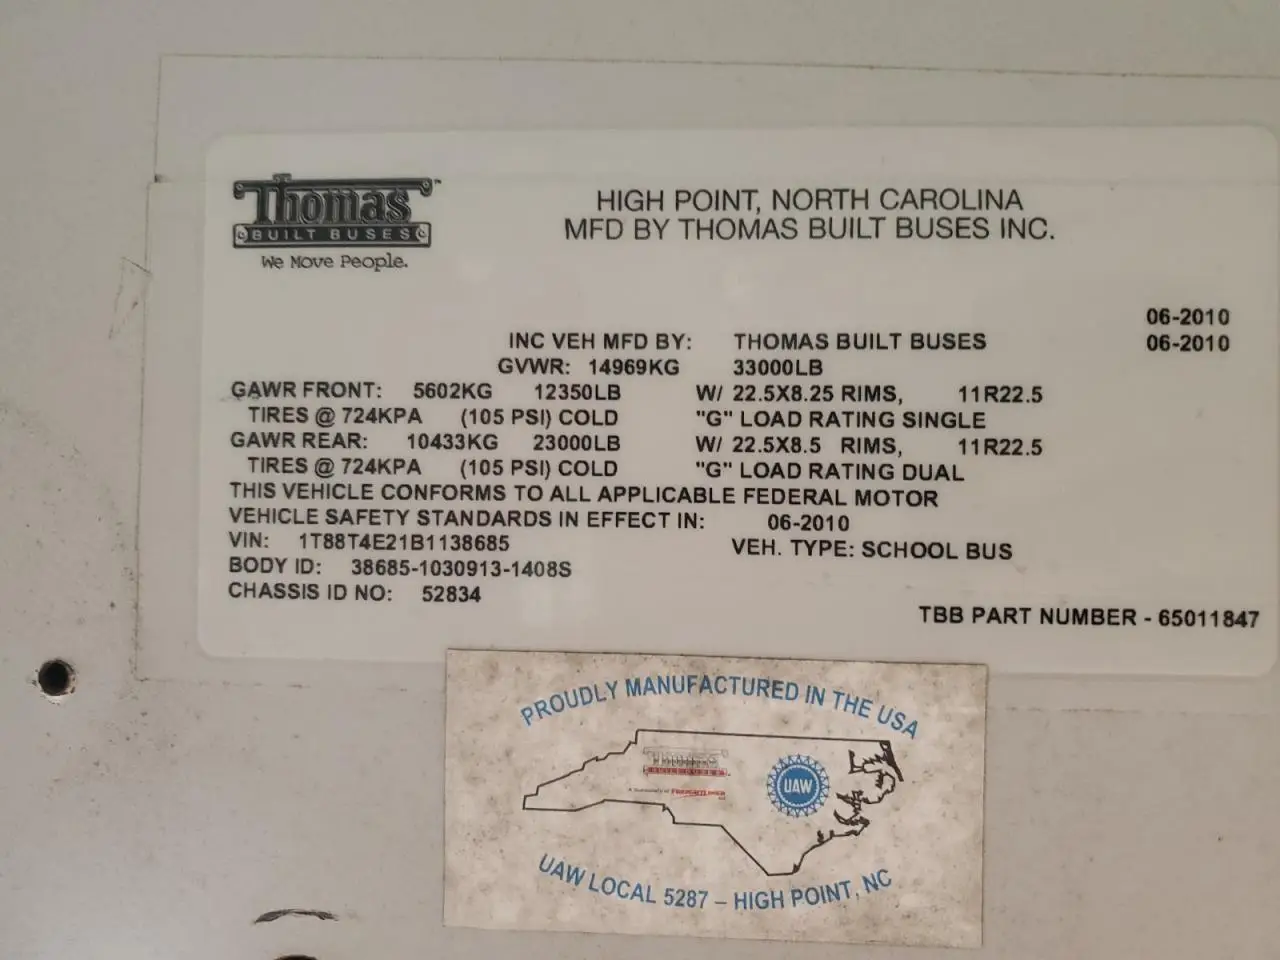 Thomas
BUILT BUSES
We Move People.
HIGH POINT, NORTH CAROLINA
MFD BY THOMAS BUILT BUSES INC.
06-2010
INC VEH MFD BY: THOMAS BUILT BUSES 06-2010
GVWR: 14969KG 33000LB
GAWR FRONT: 5602KG 12350LB W/ 22.5X8.25 RIMS, 11R22.5
TIRES @ 724KPA (105 PSI) COLD "G" LOAD RATING SINGLE
GAWR REAR: 10433KG 23000LB W/ 22.5X8.5 RIMS, 11R22.5
TIRES @ 724KPA (105 PSI) COLD "G" LOAD RATING DUAL
THIS VEHICLE CONFORMS TO ALL APPLICABLE FEDERAL MOTOR
VEHICLE SAFETY STANDARDS IN EFFECT IN: 06-2010
VIN: 1T88T4E21B1138685 VEH. TYPE: SCHOOL BUS
BODY ID: 38685-1030913-1408S
CHASSIS ID NO: 52834
TBB PART NUMBER - 65011847
PROUDLY MANUFACTURED IN THE USA
Thomas
BUILT BUSES
UAW
UAW LOCAL 5287 – HIGH POINT, NC